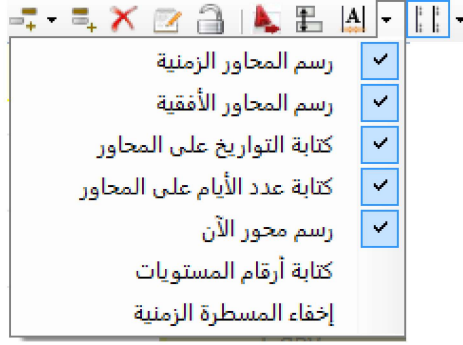 A
رسم المحاور الزمنية
رسم المحاور الأفقية
كتابة التواريخ على المحاور
كتابة عدد الأيام على المحاور
رسم محور الآن
كتابة أرقام المستويات
إخفاء المسطرة الزمنية